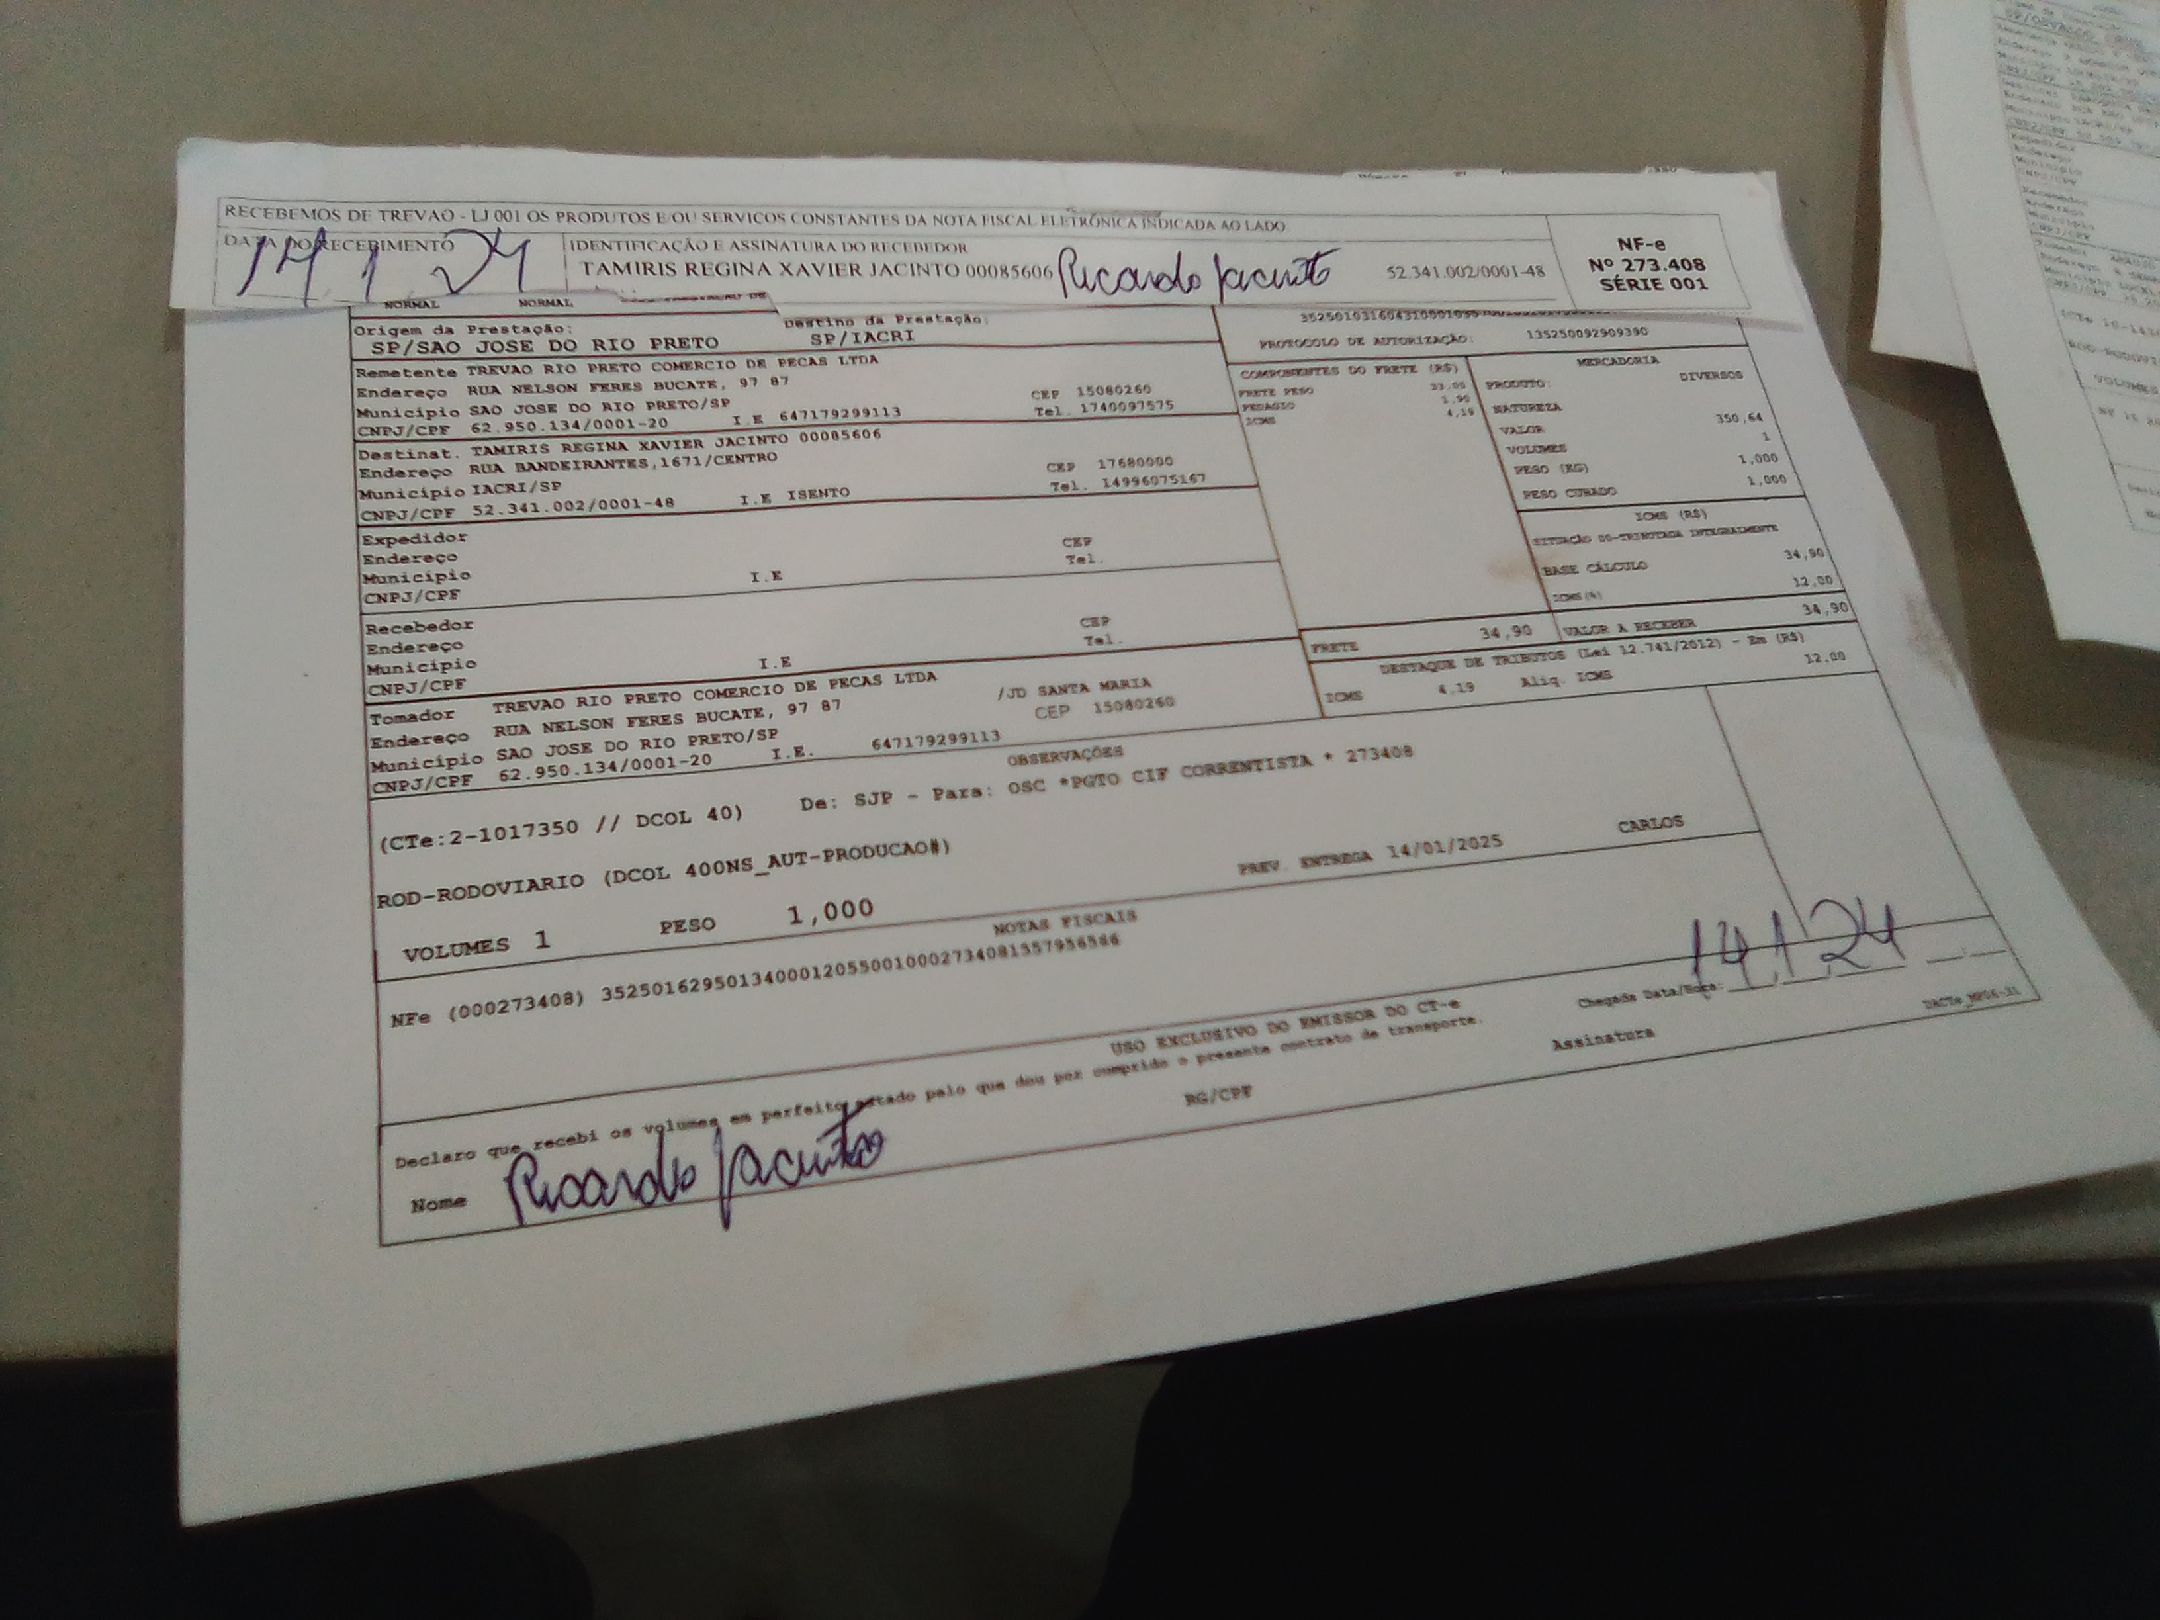 RECEBEMOS DE TREVAO - LJ 001 OS PRODUTOS E/OU SERVICOS CONSTANTES DA NOTA FISCAL ELETRÔNICA INDICADA AO LADO
DATA DO RECEBIMENTO
14 1 24
IDENTIFICAÇÃO E ASSINATURA DO RECEBEDOR
TAMIRIS REGINA XAVIER JACINTO 00085606 Ricardo Jacinto 52.341.002/0001-48
NF-e
Nº 273.408
SÉRIE 001
NORMAL NORMAL
Origem da Prestação: Destino da Prestação:
SP/SAO JOSE DO RIO PRETO SP/IACRI
PROTOCOLO DE AUTORIZAÇÃO: 135250092909390
Remetente TREVAO RIO PRETO COMERCIO DE PECAS LTDA
Endereço RUA NELSON FERES BUCATE, 97 87 CEP 15080260
Município SAO JOSE DO RIO PRETO/SP Tel. 1740097575
CNPJ/CPF 62.950.134/0001-20 I.E 647179299113
Destinat. TAMIRIS REGINA XAVIER JACINTO 00085606
Endereço RUA BANDEIRANTES,1671/CENTRO CEP 17680000
Município IACRI/SP Tel. 14996075167
CNPJ/CPF 52.341.002/0001-48 I.E ISENTO
Expedidor
Endereço CEP
Município I.E Tel.
CNPJ/CPF
Recebedor
Endereço CEP
Município I.E Tel.
CNPJ/CPF
Tomador TREVAO RIO PRETO COMERCIO DE PECAS LTDA
Endereço RUA NELSON FERES BUCATE, 97 87 /JD SANTA MARIA
Município SAO JOSE DO RIO PRETO/SP CEP 15080260
CNPJ/CPF 62.950.134/0001-20 I.E. 647179299113
COMPONENTES DO FRETE (R$)
FRETE PESO
PEDAGIO 1,90
ICMS 4,19
MERCADORIA
PRODUTO: DIVERSOS
NATUREZA
VALOR 350,64
VOLUMES 1
PESO (KG) 1,000
PESO CUBADO 1,000
ICMS (R$)
SITUAÇÃO 00-TRIBUTADA INTEGRALMENTE
BASE CÁLCULO 34,90
ICMS(%) 12,00
FRETE 34,90 VALOR A RECEBER 34,90
DESTAQUE DE TRIBUTOS (Lei 12.741/2012) - Em (R$)
ICMS 4,19 Aliq. ICMS 12.00
OBSERVAÇÕES
(CTe:2-1017350 // DCOL 40) De: SJP - Para: OSC *PGTO CIF CORRENTISTA * 273408
ROD-RODOVIARIO (DCOL 400NS_AUT-PRODUCAO#) PREV. ENTREGA 14/01/2025 CARLOS
VOLUMES 1 PESO 1,000
NOTAS FISCAIS
NFe (000273408) 35250162950134000120550010002734081357956586
USO EXCLUSIVO DO EMISSOR DO CT-e
Declaro que recebi os volumes em perfeito estado pelo que dou por cumprido o presente contrato de transporte.
Chegada Data/Hora: 14 1 24
Nome Ricardo Jacinto RG/CPF Assinatura